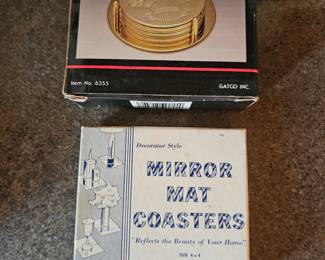 Item No. 6355
GATCO INC.
Decorator Style
MIRROR
MAT
COASTERS
"Reflects the Beauty of Your Home"
SIZE 4 x 4